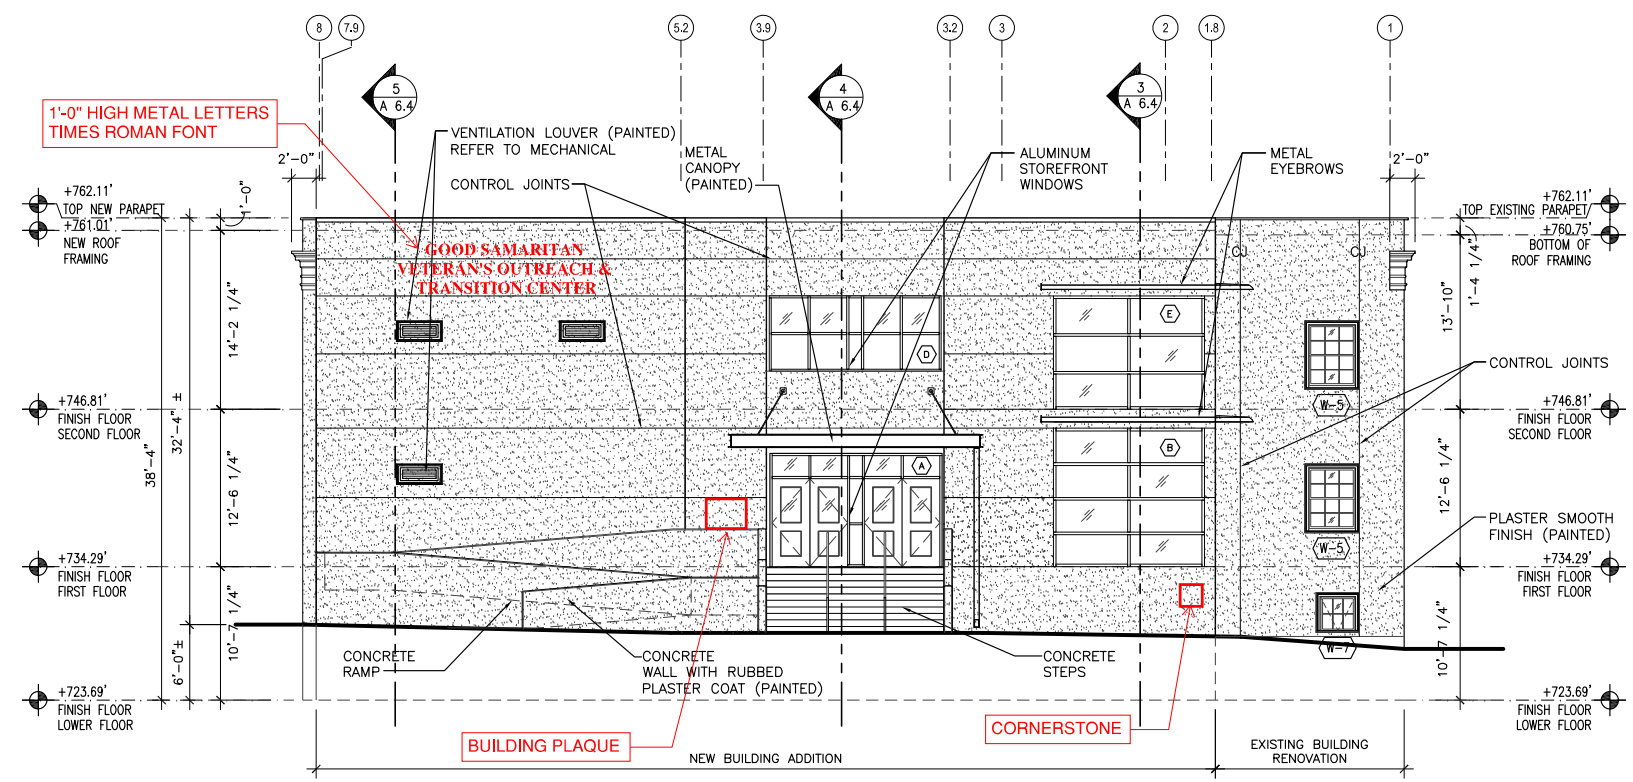 8
7.9
5.2
3.9
3.2
3
2
1.8
1
5
A 6.4
4
A 6.4
3
A 6.4
1'-0" HIGH METAL LETTERS
TIMES ROMAN FONT
VENTILATION LOUVER (PAINTED)
REFER TO MECHANICAL
CONTROL JOINTS
METAL
CANOPY
(PAINTED)
ALUMINUM
STOREFRONT
WINDOWS
METAL
EYEBROWS
2'-0"
2'-0"
+762.11'
TOP NEW PARAPET
+761.01'
NEW ROOF
FRAMING
1'-0"
+762.11'
TOP EXISTING PARAPET
+760.75'
BOTTOM OF
ROOF FRAMING
1'-4 1/4"
GOOD SAMARITAN
VETERAN'S OUTREACH &
TRANSITION CENTER
CJ
CJ
14'-2 1/4"
13'-10"
E
D
CONTROL JOINTS
+746.81'
FINISH FLOOR
SECOND FLOOR
W-5
+746.81'
FINISH FLOOR
SECOND FLOOR
32'-4" ±
38'-4"
12'-6 1/4"
A
B
12'-6 1/4"
PLASTER SMOOTH
FINISH (PAINTED)
W-5
+734.29'
FINISH FLOOR
FIRST FLOOR
+734.29'
FINISH FLOOR
FIRST FLOOR
6'-0"±
10'-7 1/4"
10'-7 1/4"
W-7
CONCRETE
RAMP
CONCRETE
WALL WITH RUBBED
PLASTER COAT (PAINTED)
CONCRETE
STEPS
+723.69'
FINISH FLOOR
LOWER FLOOR
+723.69'
FINISH FLOOR
LOWER FLOOR
BUILDING PLAQUE
CORNERSTONE
NEW BUILDING ADDITION
EXISTING BUILDING
RENOVATION